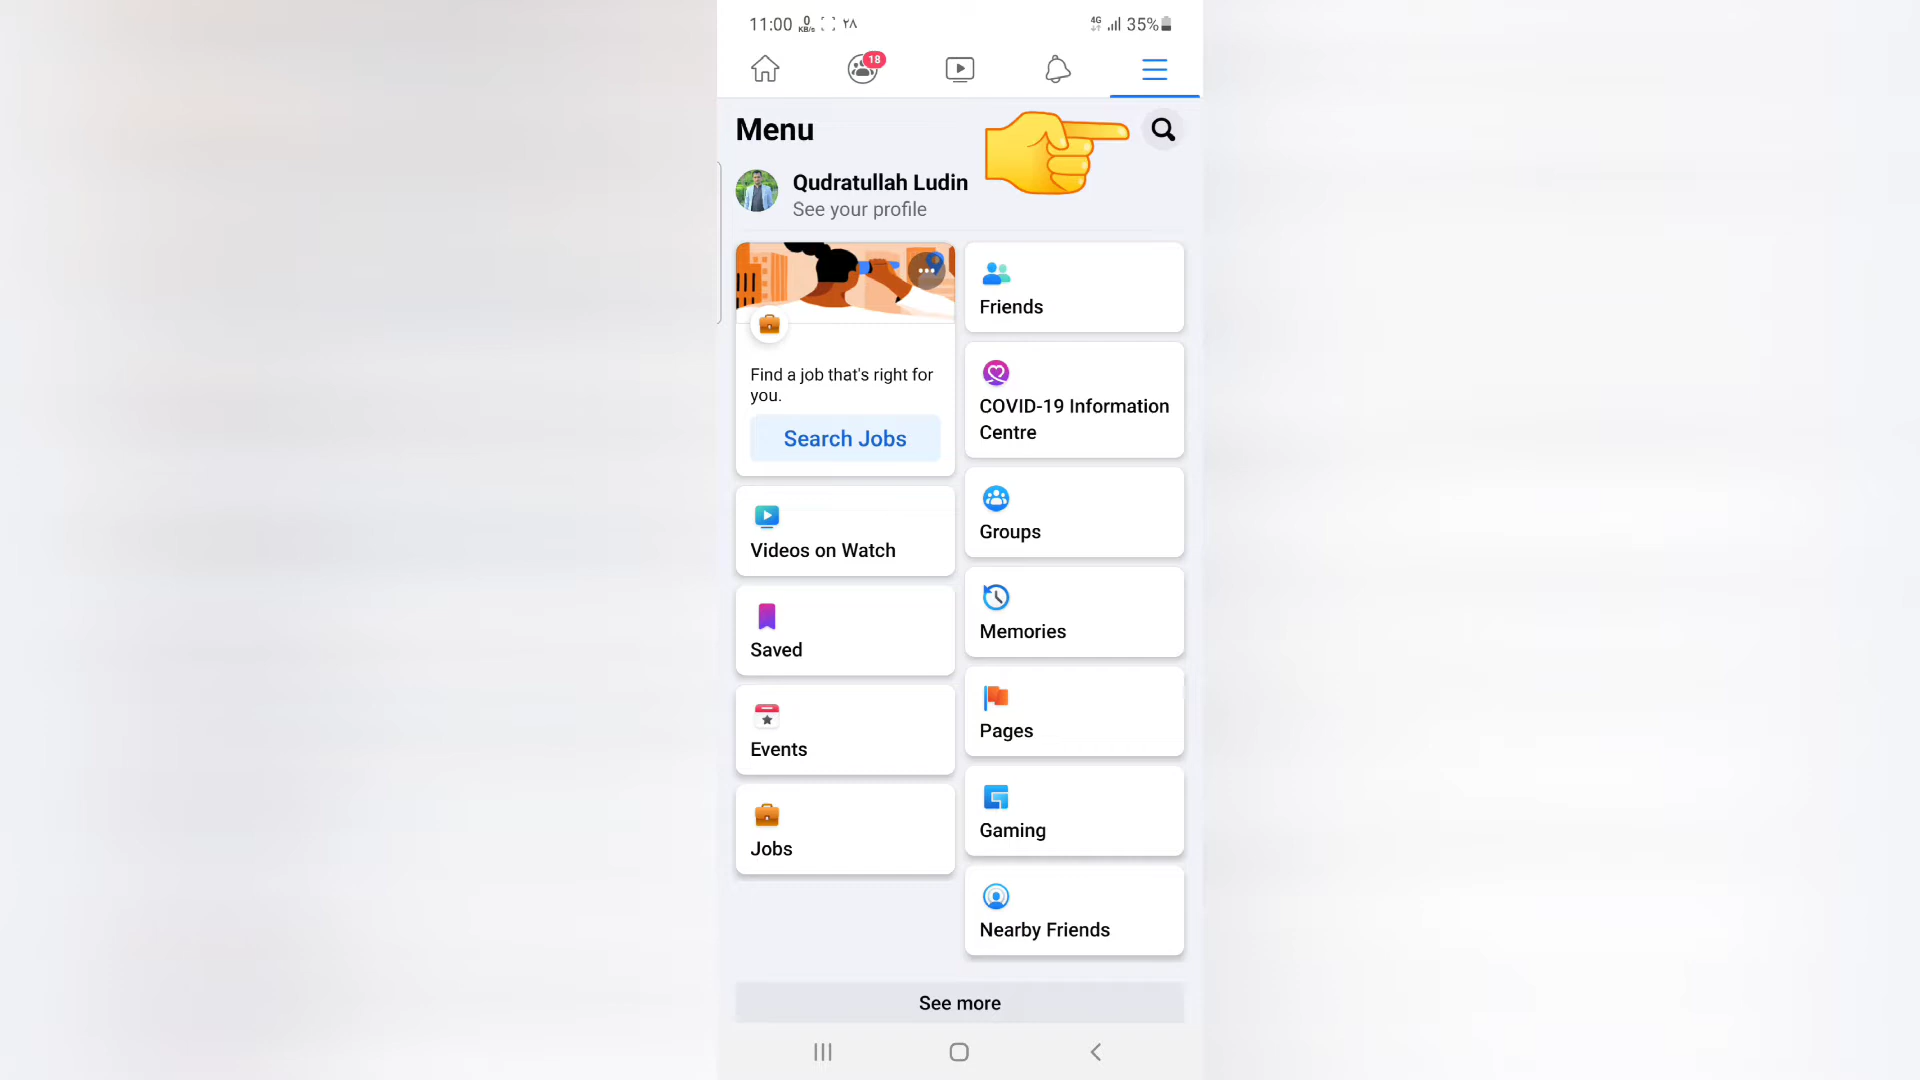 11:00 0 KB/s ٢٨ 4G 35%
18
Menu
Qudratullah Ludin
See your profile
Find a job that's right for
you.
Search Jobs
Videos on Watch
Saved
Events
Jobs
Friends
COVID-19 Information
Centre
Groups
Memories
Pages
Gaming
Nearby Friends
See more